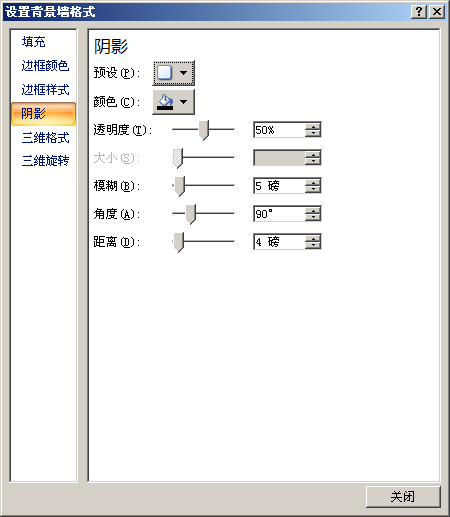 设置背景墙格式
填充
边框颜色
边框样式
阴影
三维格式
三维旋转
阴影
预设(P):
颜色(C):
透明度(T): 50%
大小(S):
模糊(B): 5 磅
角度(A): 90°
距离(D): 4 磅
关闭